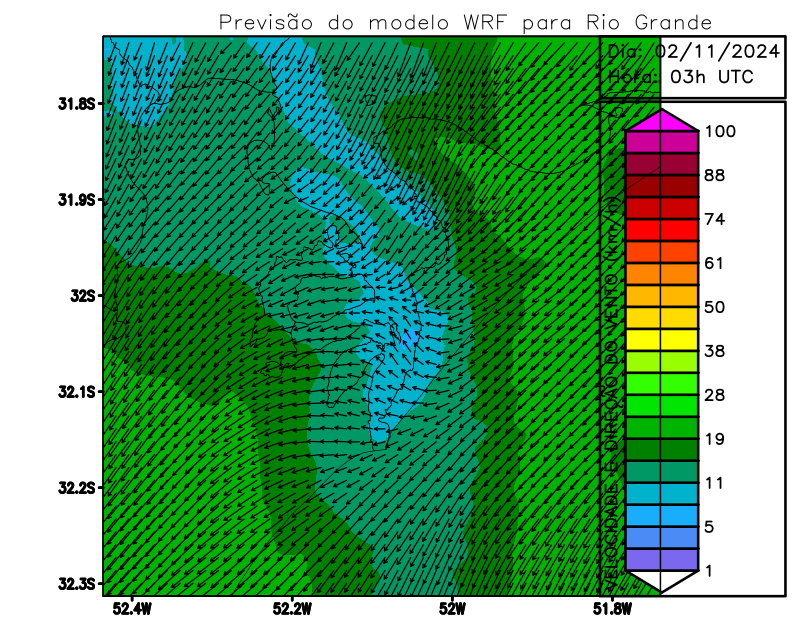 Previsão do modelo WRF para Rio Grande
Dia: 02/11/2024
Hora: 03h UTC
31.8S
31.9S
32S
32.1S
32.2S
32.3S
52.4W
52.2W
52W
51.8W
VELOCIDADE E DIREÇÃO DO VENTO (km/h)
100
88
74
61
50
38
28
19
11
5
1